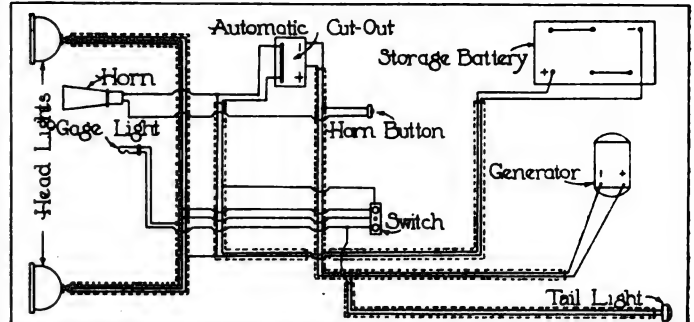 Automatic Cut-Out
Storage Battery
Horn
Gage Light
Head Lights
Horn Button
Generator
Switch
Tail Light
+
-
-
+
-
+